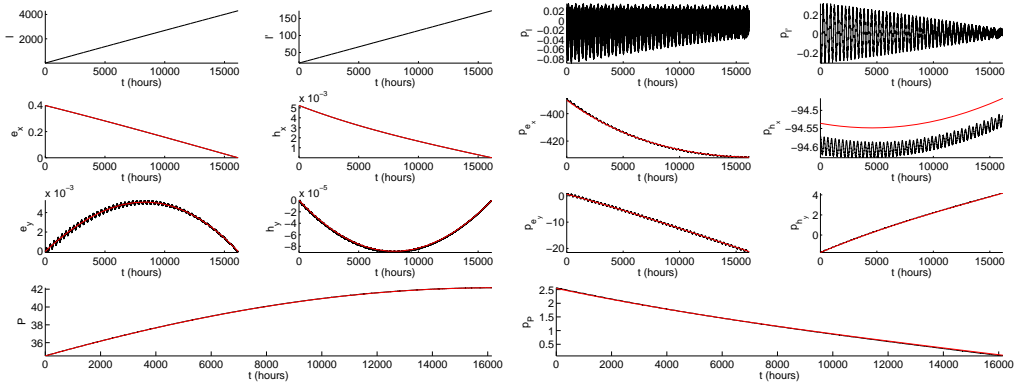 4000
2000
l
0 5000 10000 15000
t (hours)
150
100
50
l'
0 5000 10000 15000
t (hours)
0.02
0
−0.02
−0.04
−0.06
−0.08
p_l
0 5000 10000 15000
t (hours)
0.2
0
−0.2
p_l'
0 5000 10000 15000
t (hours)
0.4
0.2
0
e_x
0 5000 10000 15000
t (hours)
x 10^−3
5
4
3
2
1
h_x
0 5000 10000 15000
t (hours)
−400
−420
p_e_x
0 5000 10000 15000
t (hours)
−94.5
−94.55
−94.6
p_h_x
0 5000 10000 15000
t (hours)
x 10^−3
4
2
0
e_y
0 5000 10000 15000
t (hours)
x 10^−5
0
−2
−4
−6
−8
h_y
0 5000 10000 15000
t (hours)
0
−10
−20
p_e_y
0 5000 10000 15000
t (hours)
4
2
0
p_h_y
0 5000 10000 15000
t (hours)
42
40
38
36
P
0 2000 4000 6000 8000 10000 12000 14000 16000
t (hours)
2.5
2
1.5
1
0.5
p_P
0 2000 4000 6000 8000 10000 12000 14000 16000
t (hours)